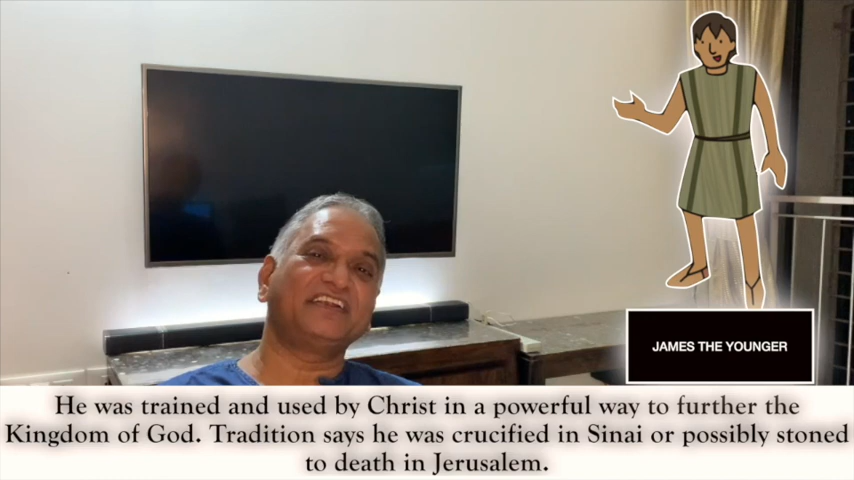 JAMES THE YOUNGER
He was trained and used by Christ in a powerful way to further the
Kingdom of God. Tradition says he was crucified in Sinai or possibly stoned
to death in Jerusalem.